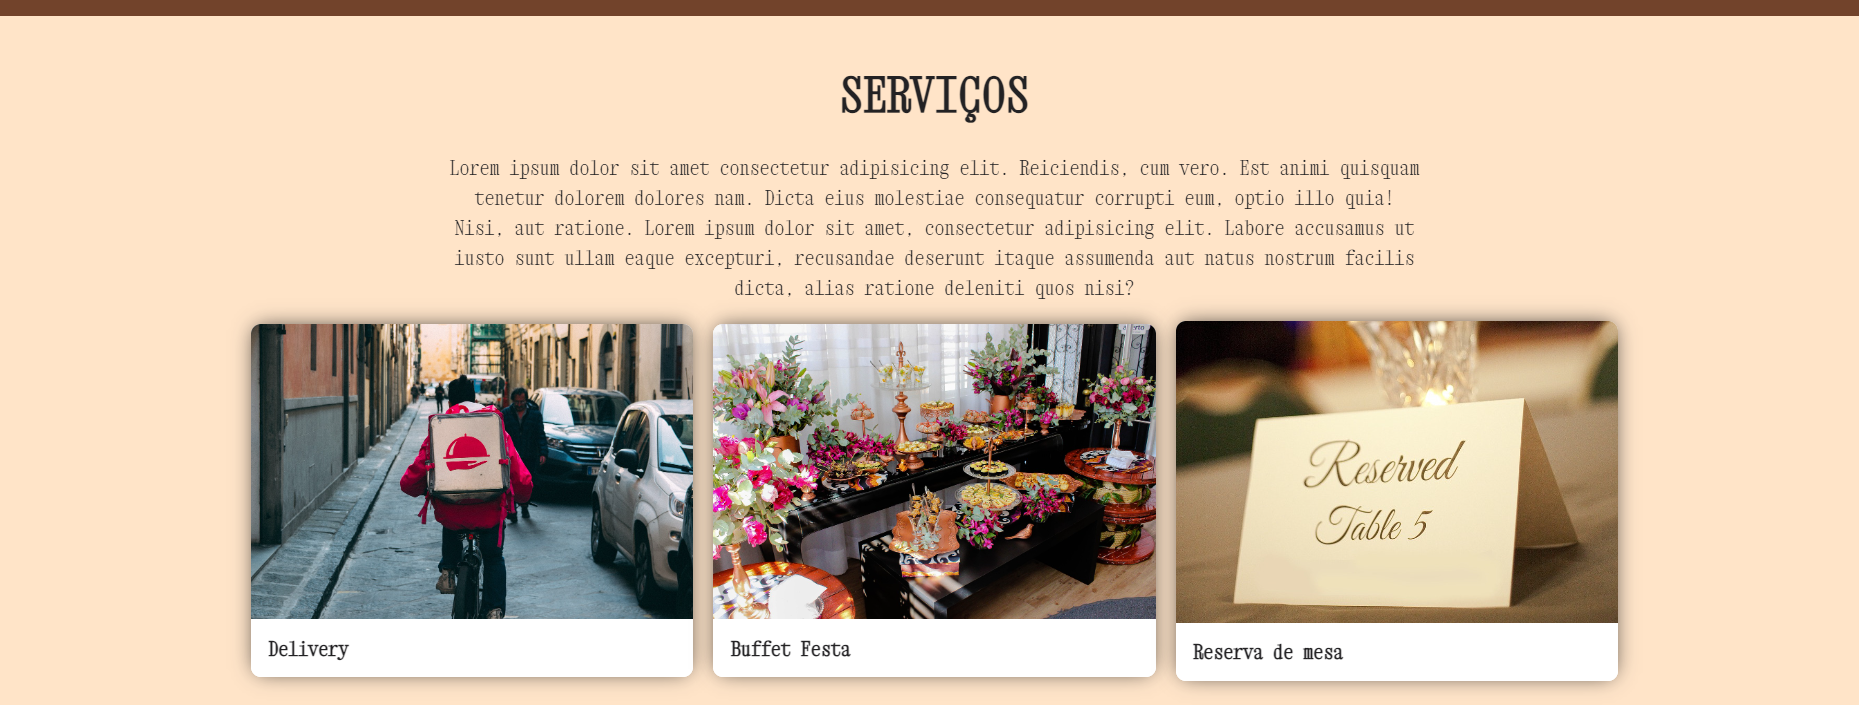 SERVIÇOS
Lorem ipsum dolor sit amet consectetur adipisicing elit. Reiciendis, cum vero. Est animi quisquam
tenetur dolorem dolores nam. Dicta eius molestiae consequatur corrupti eum, optio illo quia!
Nisi, aut ratione. Lorem ipsum dolor sit amet, consectetur adipisicing elit. Labore accusamus ut
iusto sunt ullam eaque excepturi, recusandae deserunt itaque assumenda aut natus nostrum facilis
dicta, alias ratione deleniti quos nisi?
Reserved
Table 5
Delivery
Buffet Festa
Reserva de mesa